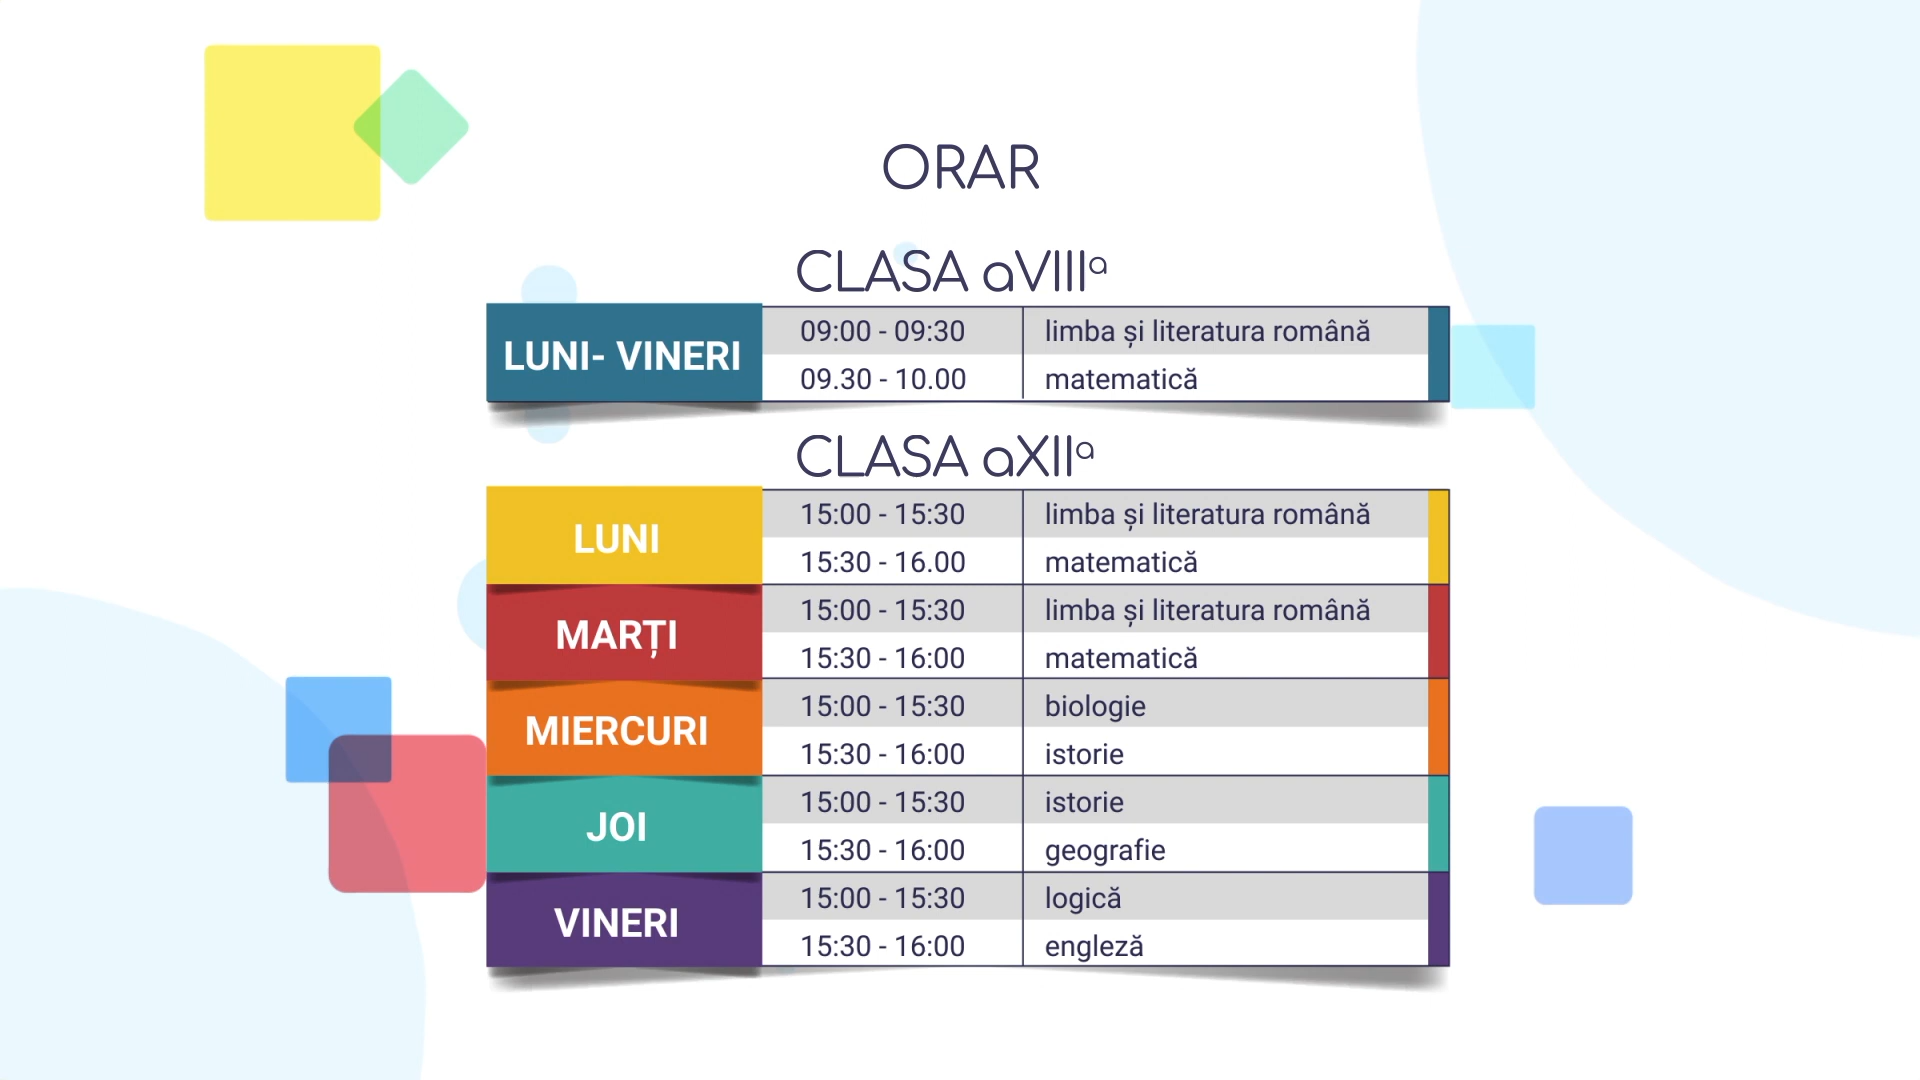 ORAR
CLASA aVIIIª
LUNI- VINERI
09:00 - 09:30 limba și literatura română
09.30 - 10.00 matematică
CLASA aXIIª
LUNI
15:00 - 15:30 limba și literatura română
15:30 - 16.00 matematică
MARȚI
15:00 - 15:30 limba și literatura română
15:30 - 16:00 matematică
MIERCURI
15:00 - 15:30 biologie
15:30 - 16:00 istorie
JOI
15:00 - 15:30 istorie
15:30 - 16:00 geografie
VINERI
15:00 - 15:30 logică
15:30 - 16:00 engleză